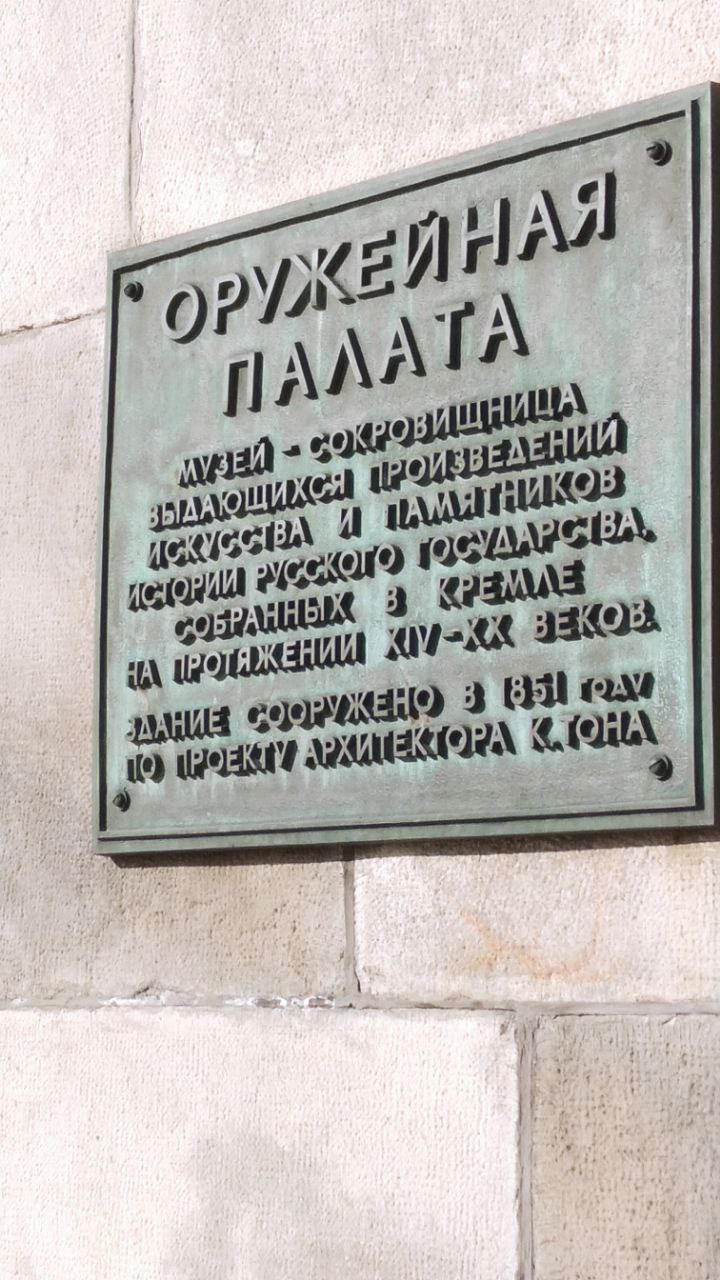 ОРУЖЕЙНАЯ
ПАЛАТА
МУЗЕЙ - СОКРОВИЩНИЦА
ВЫДАЮЩИХСЯ ПРОИЗВЕДЕНИЙ
ИСКУССТВА И ПАМЯТНИКОВ
ИСТОРИИ РУССКОГО ГОСУДАРСТВА,
СОБРАННЫХ В КРЕМЛЕ
НА ПРОТЯЖЕНИИ XIV-XX ВЕКОВ.
ЗДАНИЕ СООРУЖЕНО В 1851 ГОДУ
ПО ПРОЕКТУ АРХИТЕКТОРА К.ТОНА